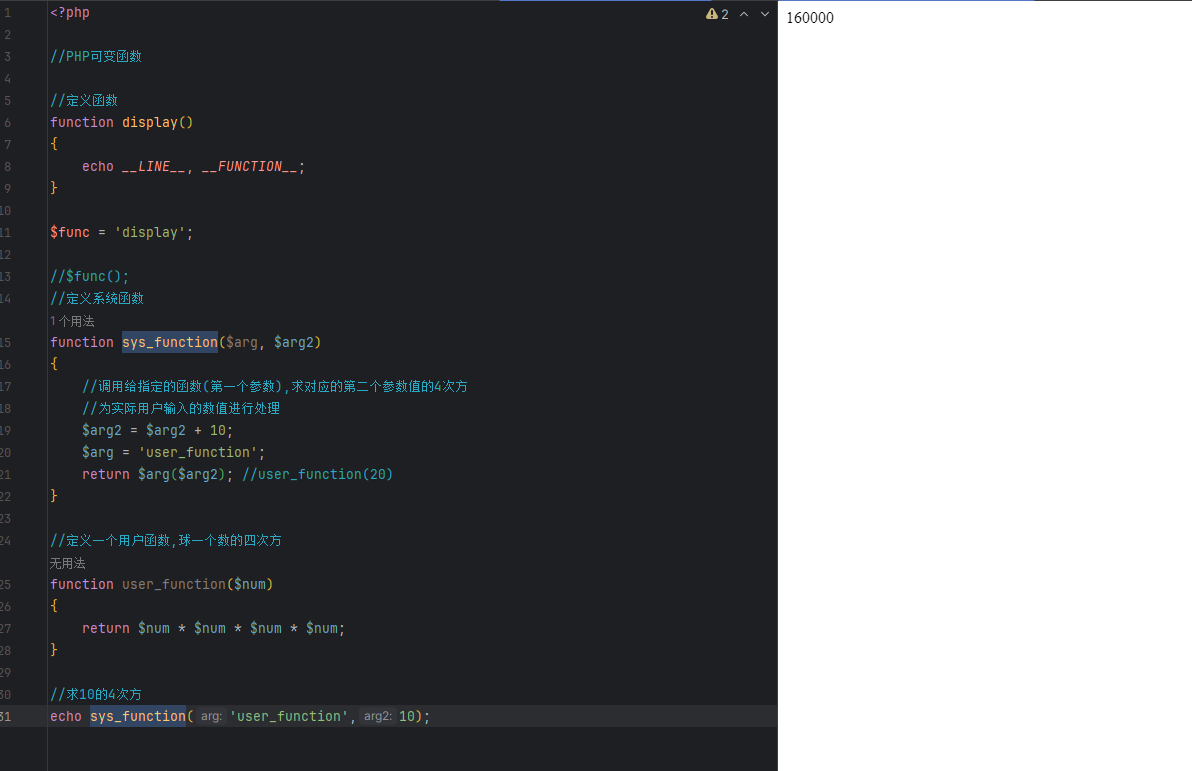 1 <?php
2
3 //PHP可变函数
4
5 //定义函数
6 function display()
7 {
8 echo __LINE__, __FUNCTION__;
9 }
10
11 $func = 'display';
12
13 //$func();
14 //定义系统函数
1个用法
15 function sys_function($arg, $arg2)
16 {
17 //调用给指定的函数(第一个参数),求对应的第二个参数值的4次方
18 //为实际用户输入的数值进行处理
19 $arg2 = $arg2 + 10;
20 $arg = 'user_function';
21 return $arg($arg2); //user_function(20)
22 }
23
24 //定义一个用户函数,球一个数的四次方
无用法
25 function user_function($num)
26 {
27 return $num * $num * $num * $num;
28 }
29
30 //求10的4次方
31 echo sys_function( arg: 'user_function', arg2: 10);
2
160000